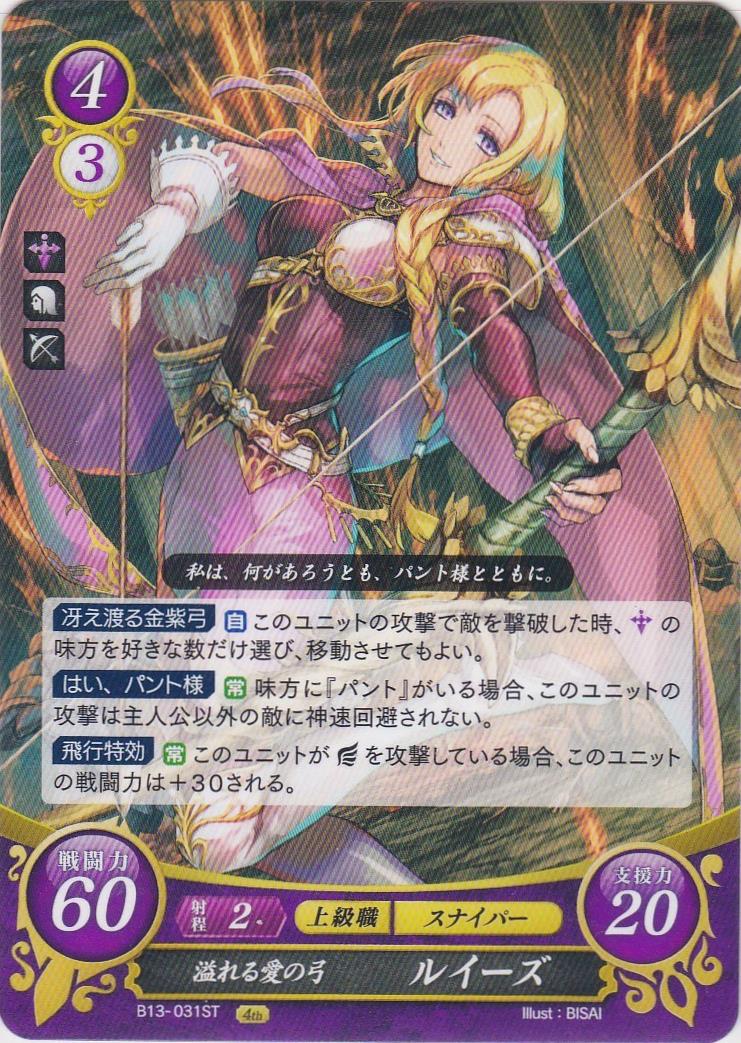 4
3
私は、何があろうとも、パント様とともに。
冴え渡る金紫弓 自 このユニットの攻撃で敵を撃破した時、 の
味方を好きな数だけ選び、移動させてもよい。
はい、パント様 常 味方に『パント』がいる場合、このユニットの
攻撃は主人公以外の敵に神速回避されない。
飛行特効 常 このユニットが を攻撃している場合、このユニット
の戦闘力は+30される。
戦闘力
60
射程 2
上級職 スナイパー
支援力
20
溢れる愛の弓 ルイーズ
B13-031ST 4th Illust:BISAI